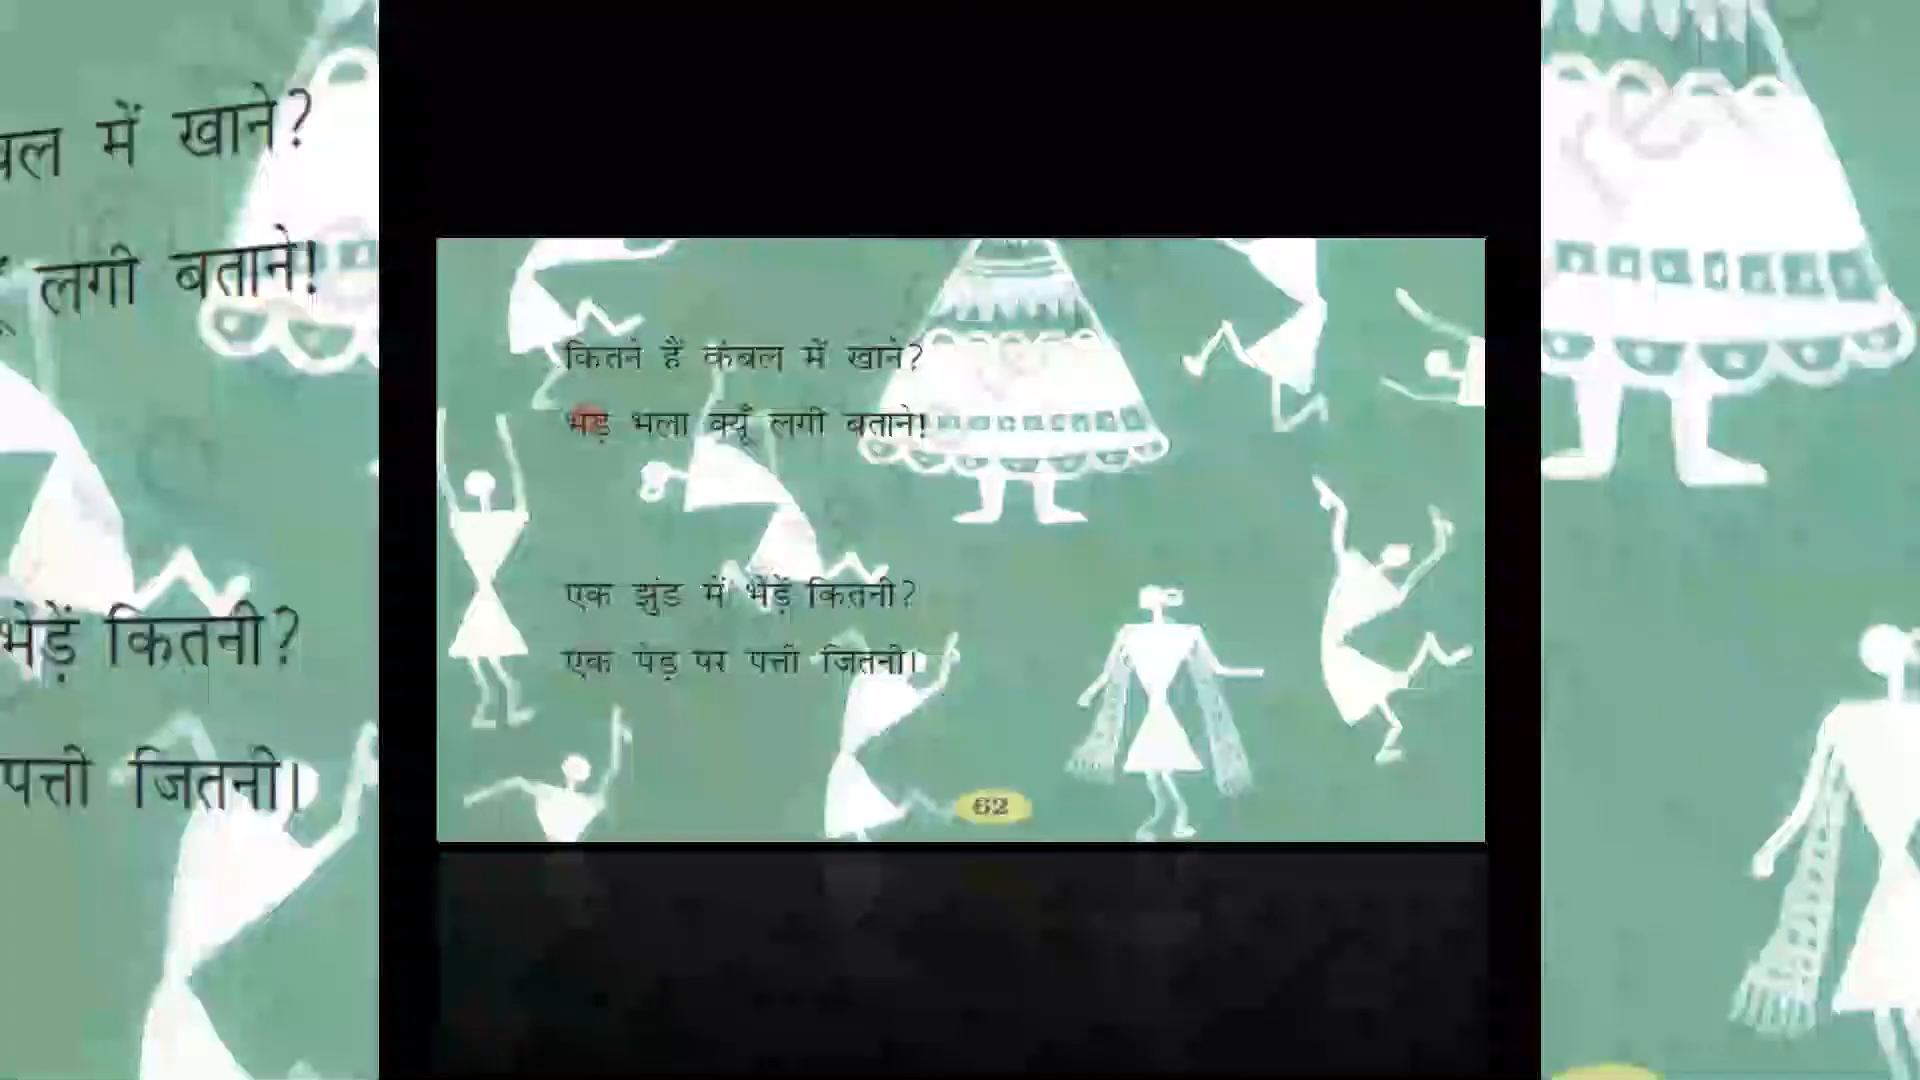 कितने हैं कंबल में खाने?
भेड़ भला क्यूँ लगी बताने!
एक झुंड में भेड़ें कितनी?
एक पेड़ पर पत्ती जितनी।
62